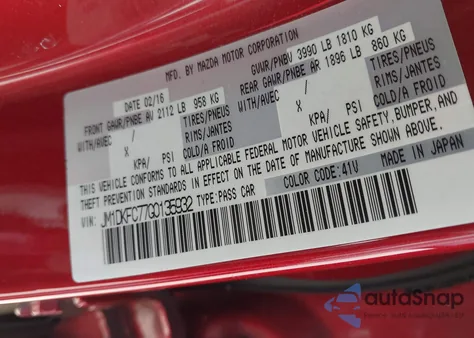 MFD. BY MAZDA MOTOR CORPORATION
DATE 02/16 GVWR/PNBV 3990 LB 1810 KG
FRONT GAWR/PNBE AV 2112 LB 958 KG REAR GAWR/PNBE AR 1896 LB 860 KG
WITH/AVEC / TIRES/PNEUS WITH/AVEC / TIRES/PNEUS
X RIMS/JANTES X RIMS/JANTES
KPA/ PSI COLD/A FROID KPA/ PSI COLD/A FROID
THIS VEHICLE CONFORMS TO ALL APPLICABLE FEDERAL MOTOR VEHICLE SAFETY, BUMPER, AND
THEFT PREVENTION STANDARDS IN EFFECT ON THE DATE OF MANUFACTURE SHOWN ABOVE.
JM1DKFC77G0135932 TYPE: PASS CAR COLOR CODE: 41V MADE IN JAPAN
autoSnap